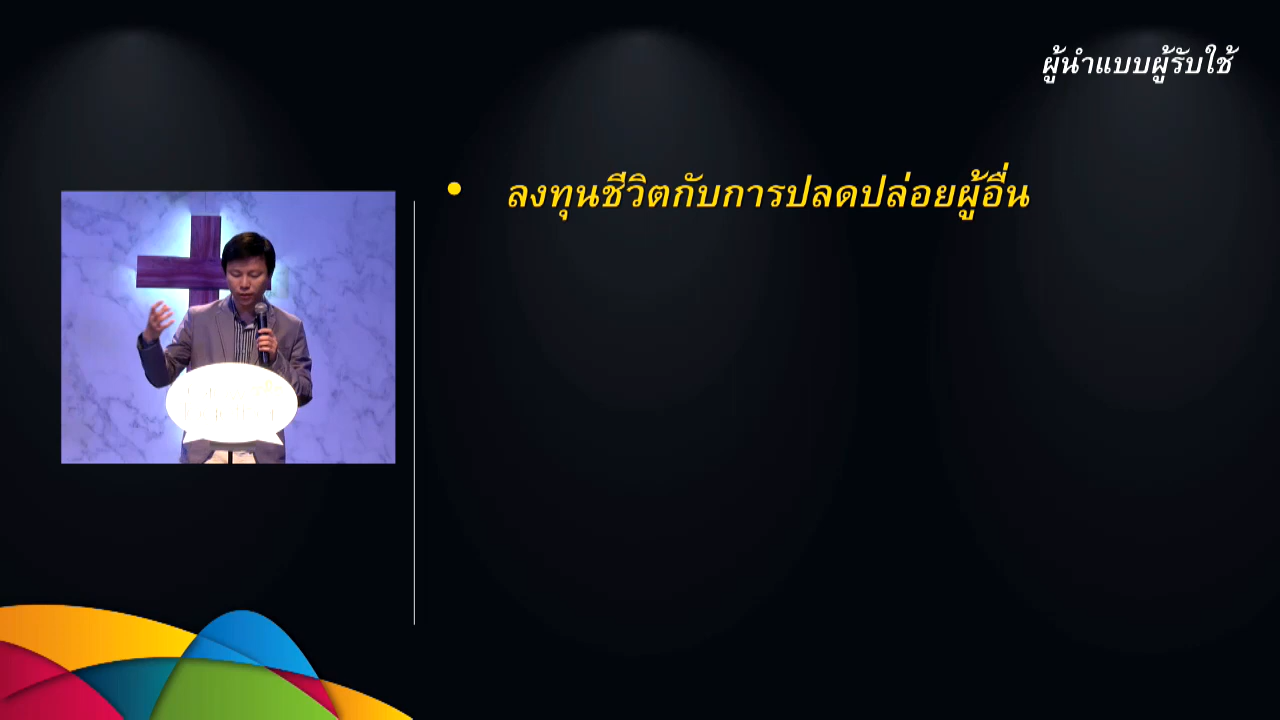 ผู้นำแบบผู้รับใช้
• ลงทุนชีวิตกับการปลดปล่อยผู้อื่น